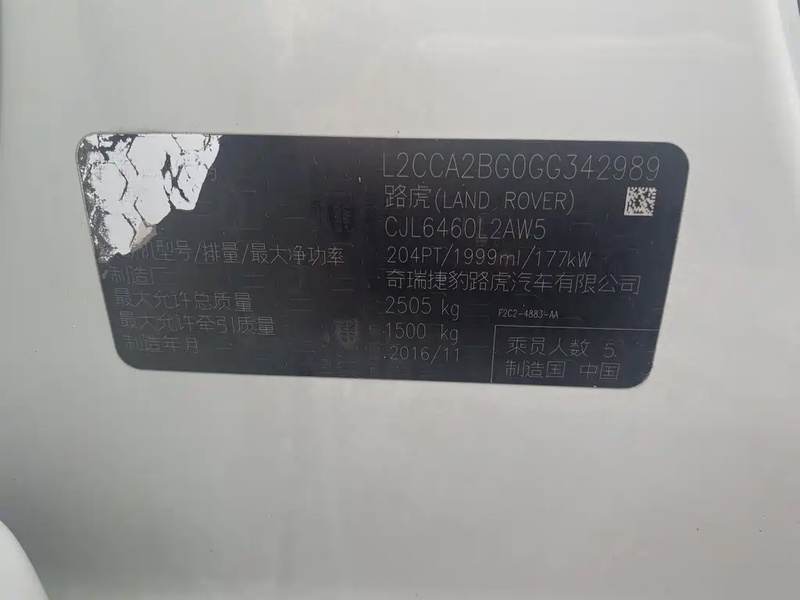 L2CCA2BG0GG342989
路虎(LAND ROVER)
CJL6460L2AW5
机型号/排量/最大净功率 204PT/1999ml/177kW
制造厂 奇瑞捷豹路虎汽车有限公司
最大允许总质量 2505 kg
F2C2-4883-AA
最大允许牵引质量 1500 kg
制造年月 2016/11
乘员人数 5
制造国 中国